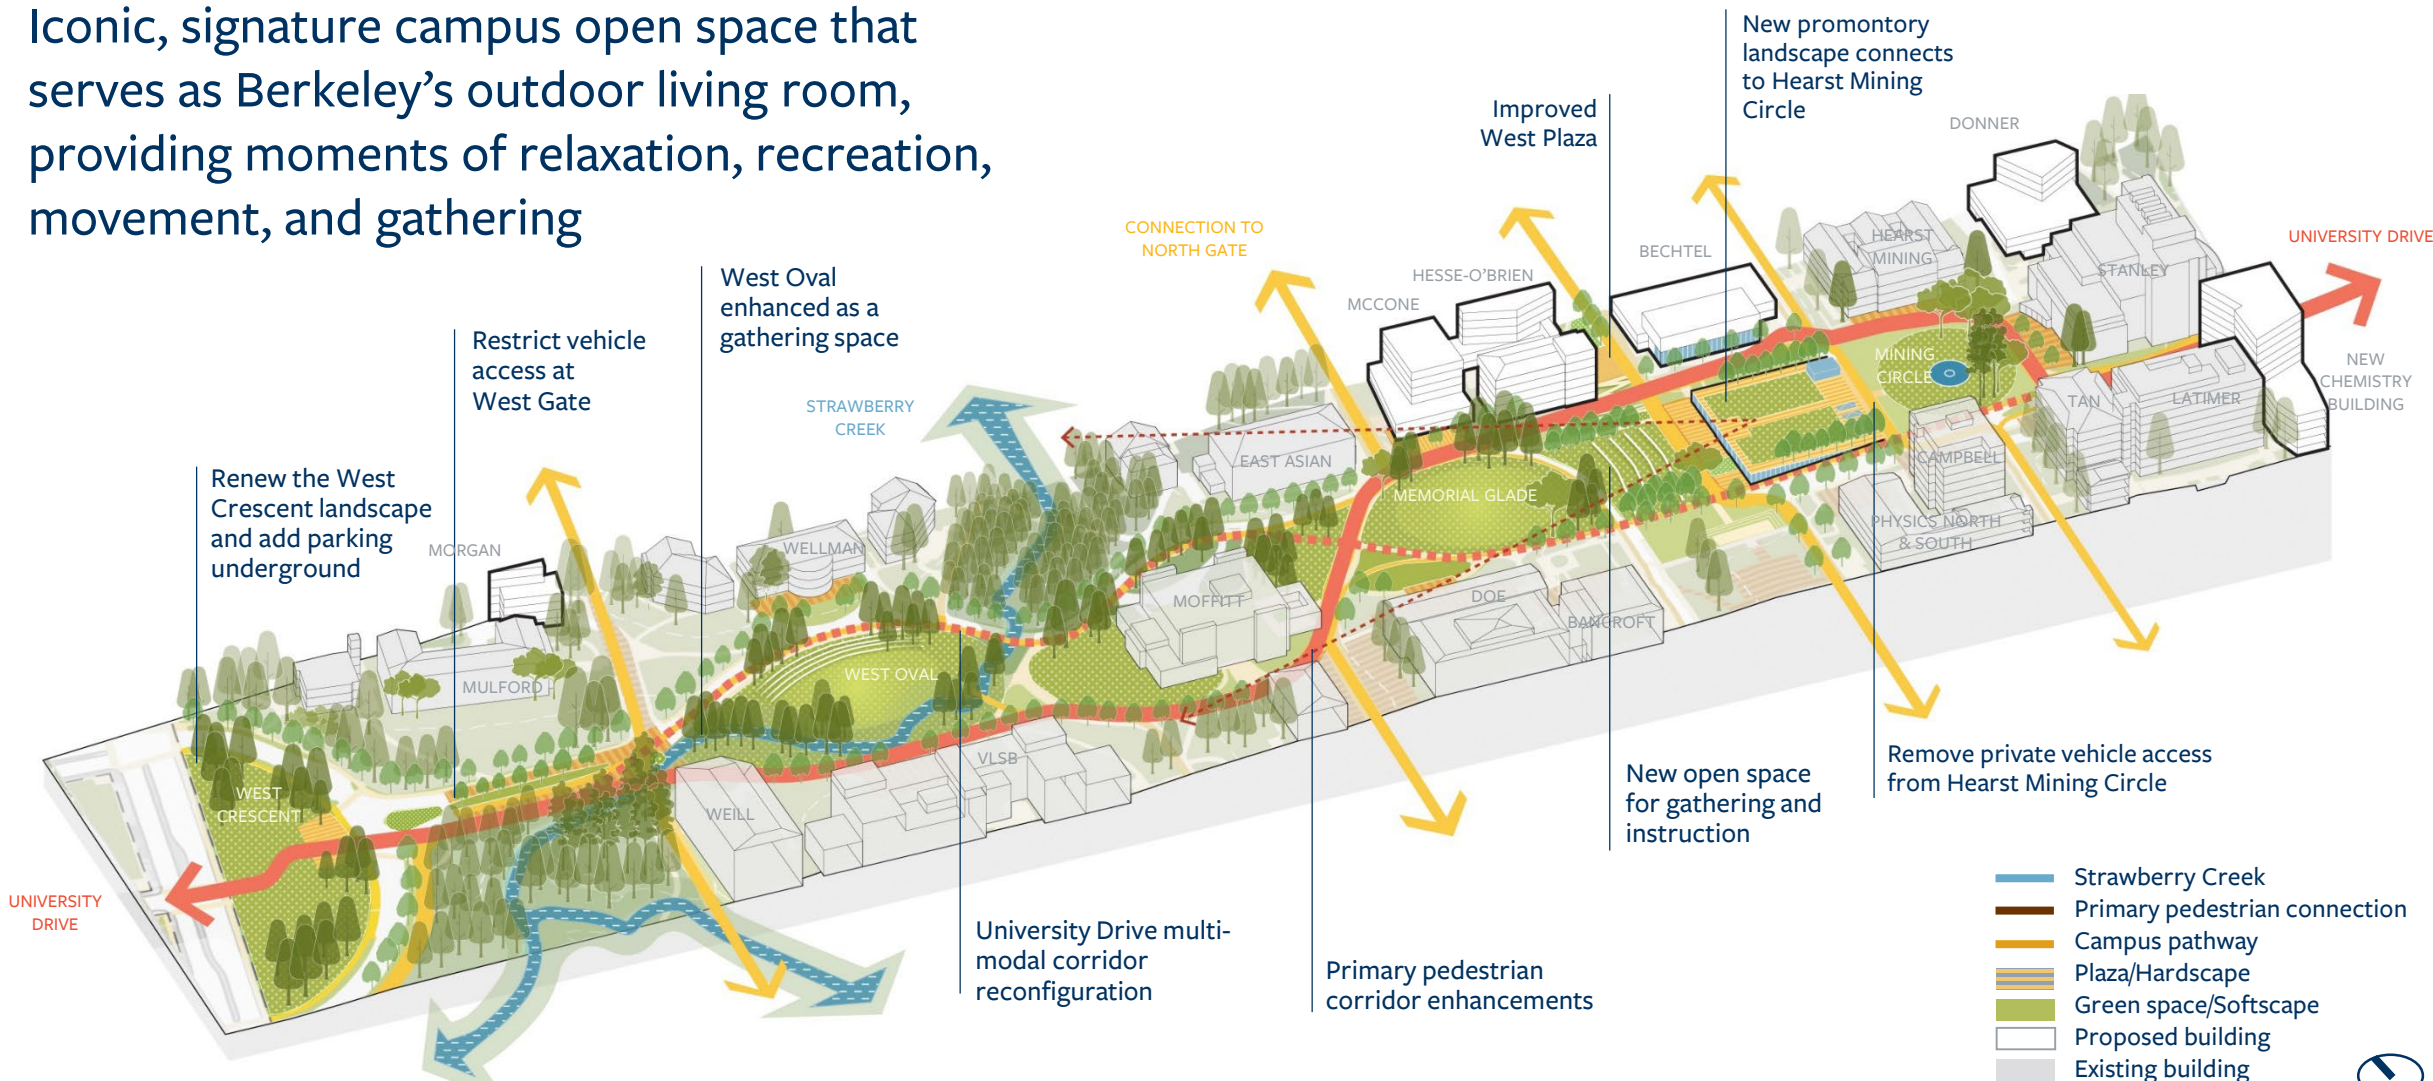 Iconic, signature campus open space that
serves as Berkeley’s outdoor living room,
providing moments of relaxation, recreation,
movement, and gathering
New promontory
landscape connects
to Hearst Mining
Circle
Improved
West Plaza
DONNER
CONNECTION TO
NORTH GATE
HESSE-O’BRIEN
MCCONE
BECHTEL
HEARST
MINING
STANLEY
UNIVERSITY DRIVE
West Oval
enhanced as a
gathering space
Restrict vehicle
access at
West Gate
STRAWBERRY
CREEK
Renew the West
Crescent landscape
and add parking
underground
MORGAN
WELLMAN
EAST ASIAN
MEMORIAL GLADE
MINING
CIRCLE
TAN
LATIMER
NEW
CHEMISTRY
BUILDING
CAMPBELL
PHYSICS NORTH
& SOUTH
MOFFITT
DOE
BANCROFT
MULFORD
WEST OVAL
VLSB
WEILL
WEST
CRESCENT
UNIVERSITY
DRIVE
University Drive multi-
modal corridor
reconfiguration
Primary pedestrian
corridor enhancements
New open space
for gathering and
instruction
Remove private vehicle access
from Hearst Mining Circle
Strawberry Creek
Primary pedestrian connection
Campus pathway
Plaza/Hardscape
Green space/Softscape
Proposed building
Existing building